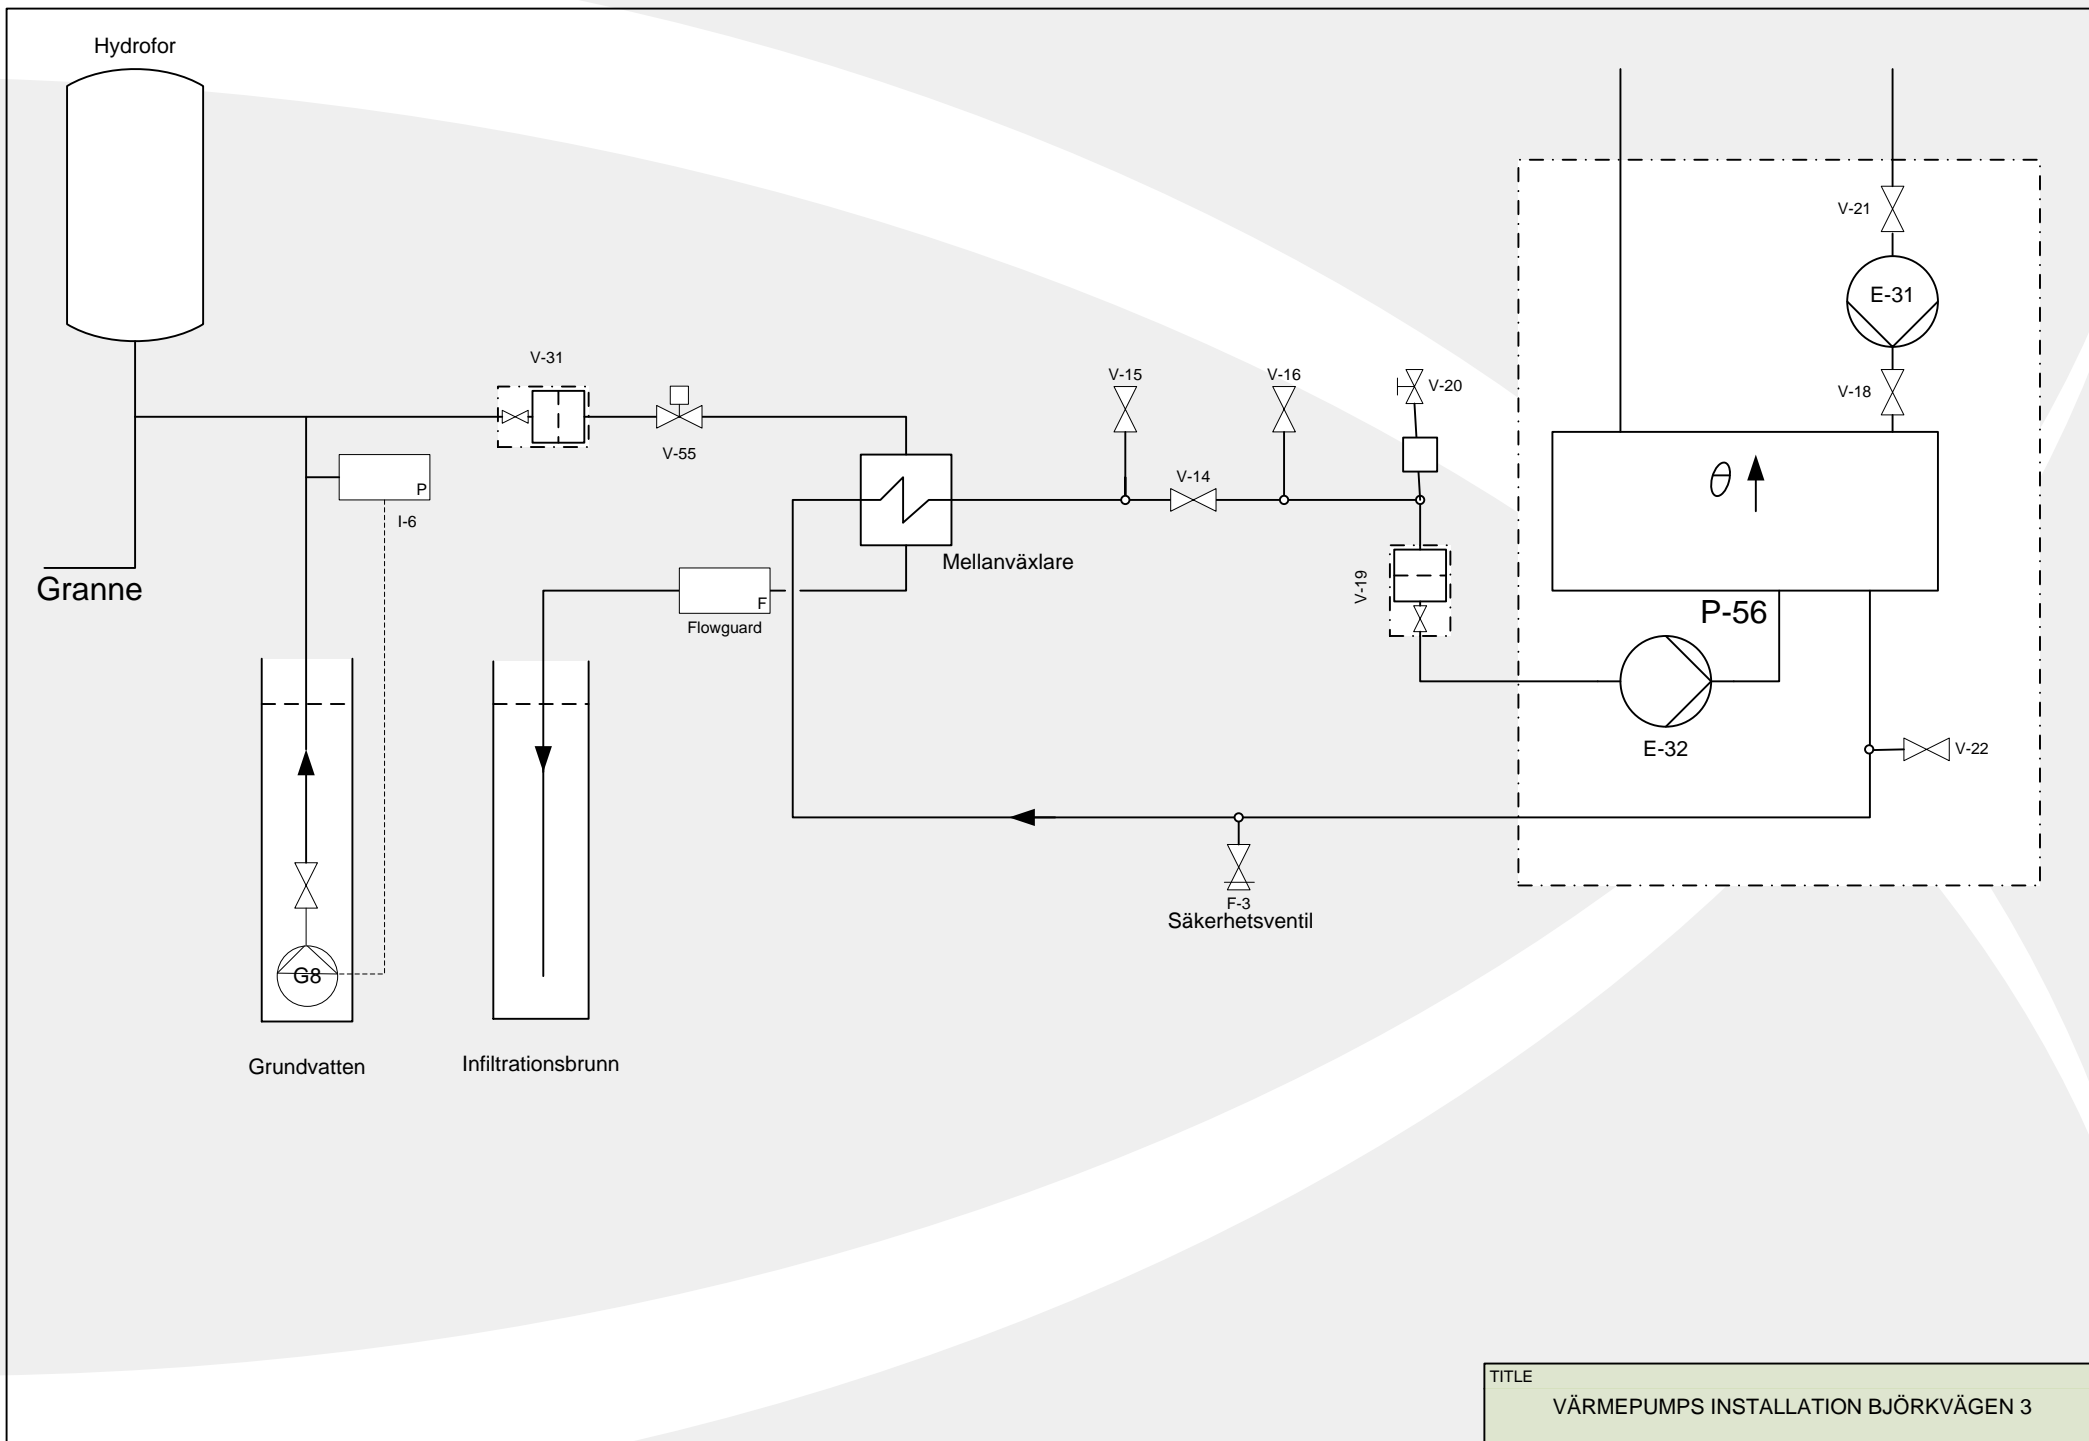 Hydrofor
V-21
E-31
V-31
V-15
V-16
V-20
V-18
V-55
V-14
P
I-6
θ
Mellanväxlare
Granne
F
Flowguard
V-19
P-56
E-32
V-22
F-3
Säkerhetsventil
G8
Grundvatten
Infiltrationsbrunn
TITLE
VÄRMEPUMPS INSTALLATION BJÖRKVÄGEN 3